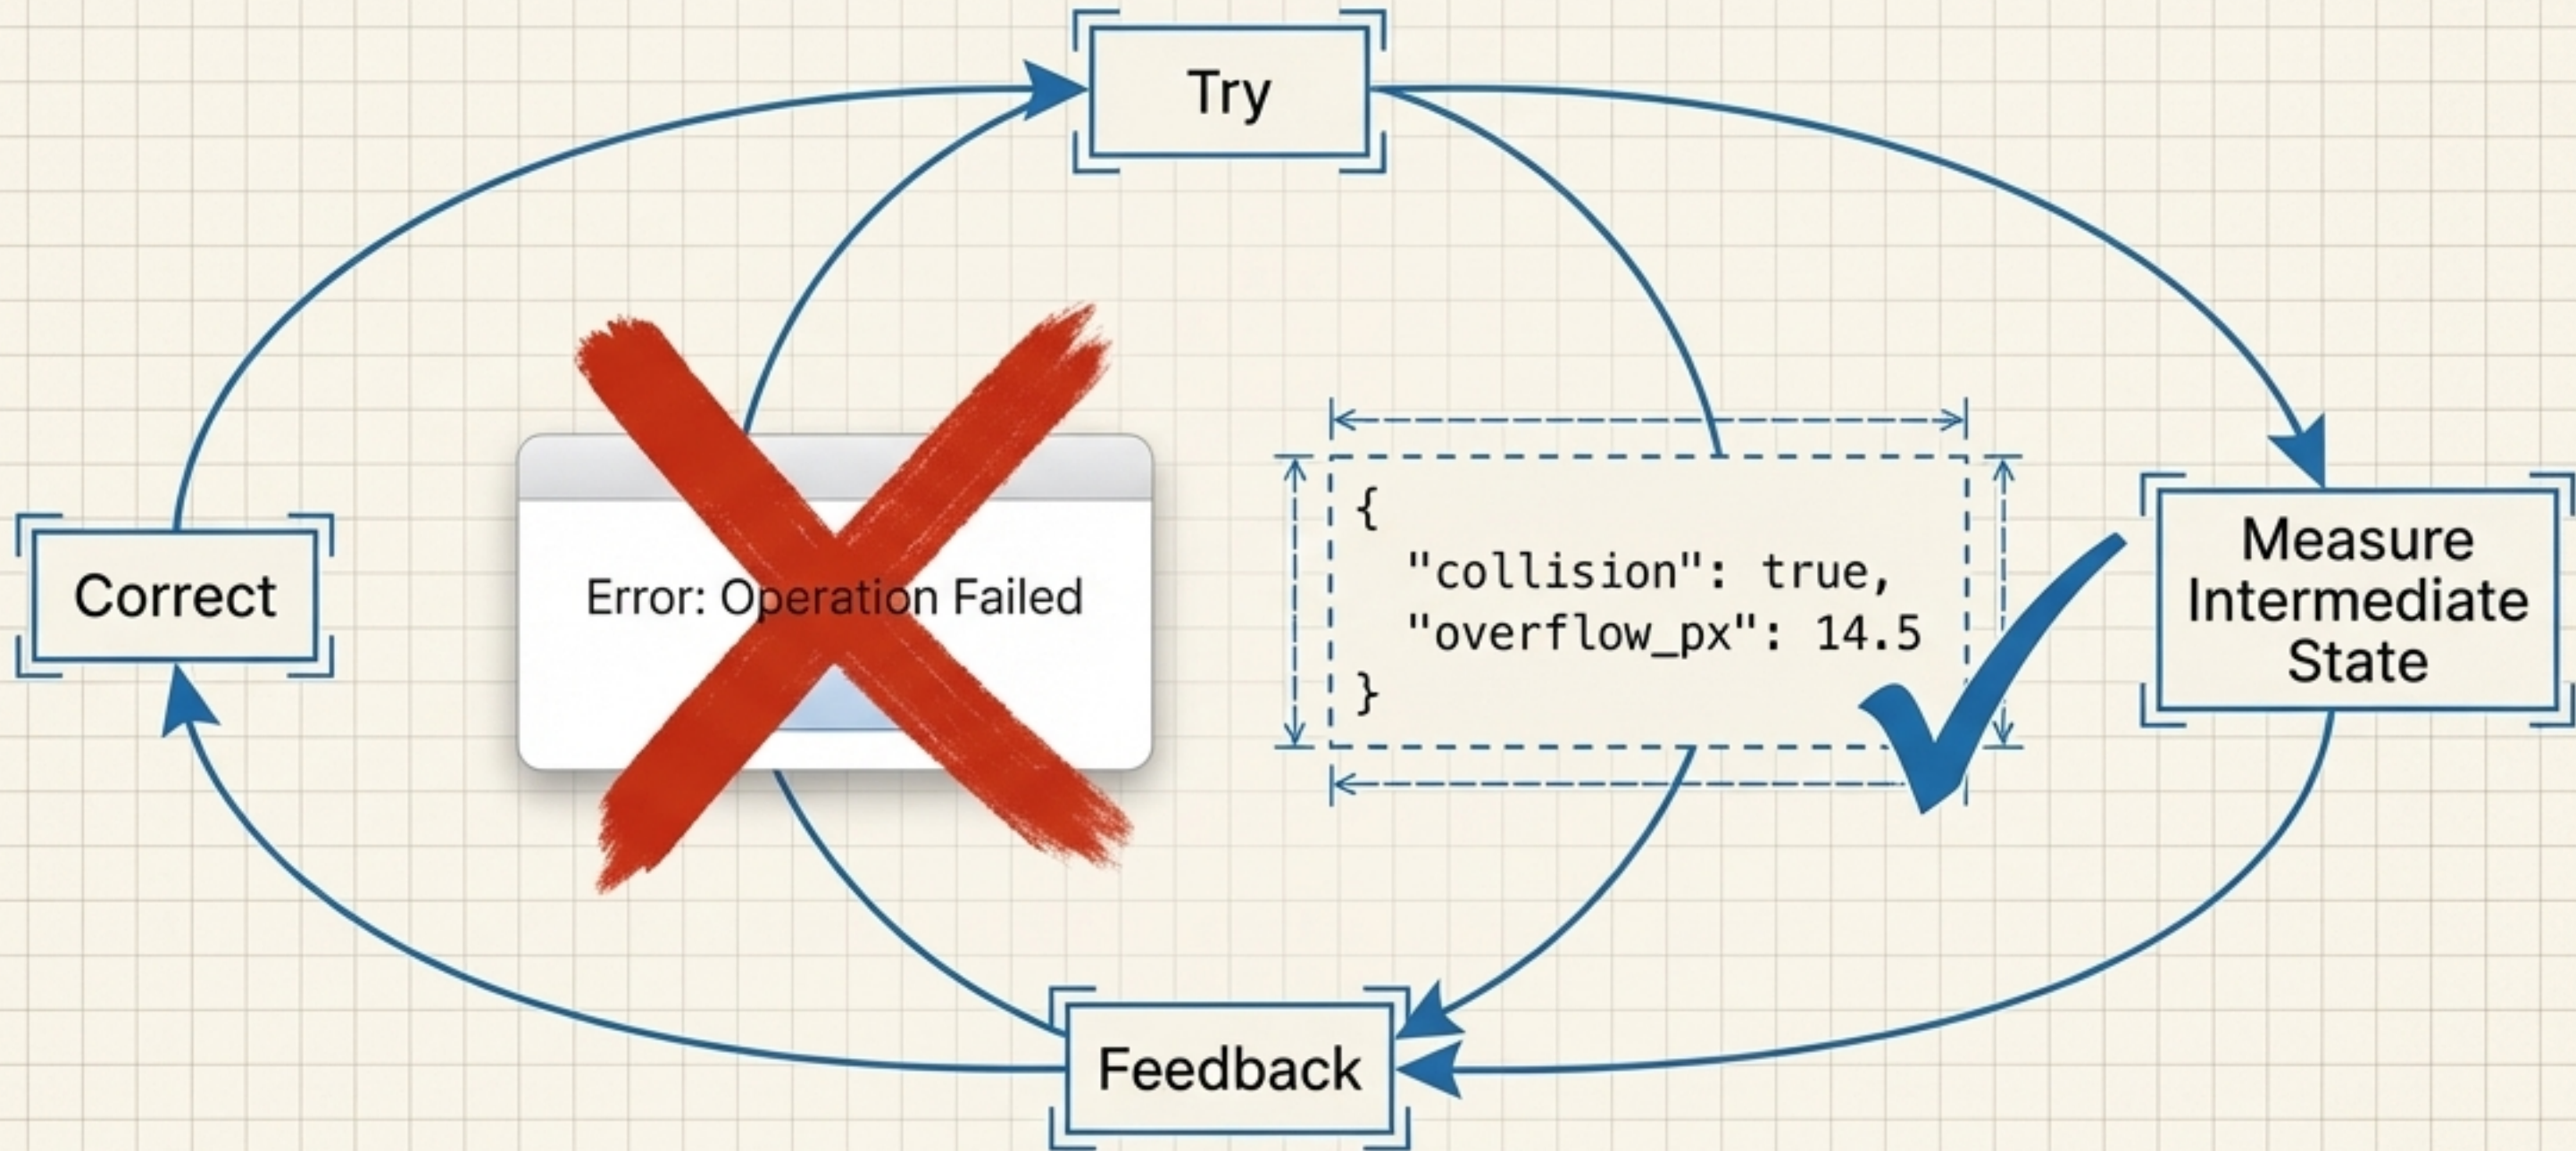 Try
Correct
Error: Operation Failed
{
"collision": true,
"overflow_px": 14.5
}
Measure
Intermediate
State
Feedback